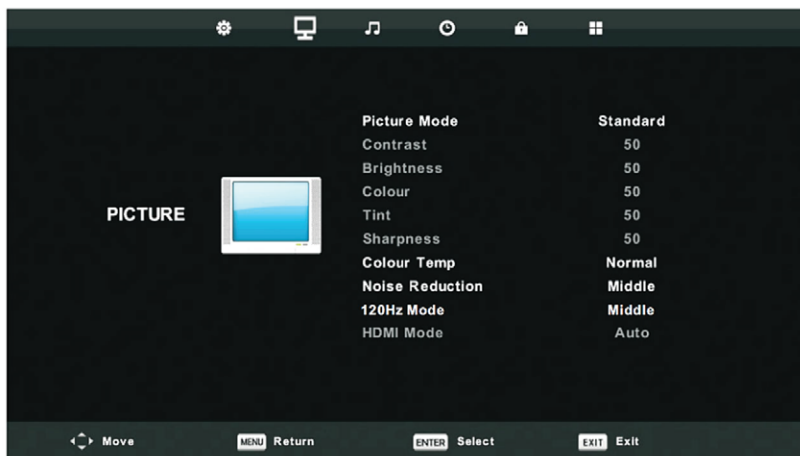 Picture Mode Standard
Contrast 50
Brightness 50
Colour 50
PICTURE
Tint 50
Sharpness 50
Colour Temp Normal
Noise Reduction Middle
120Hz Mode Middle
HDMI Mode Auto
Move MENU Return ENTER Select EXIT Exit